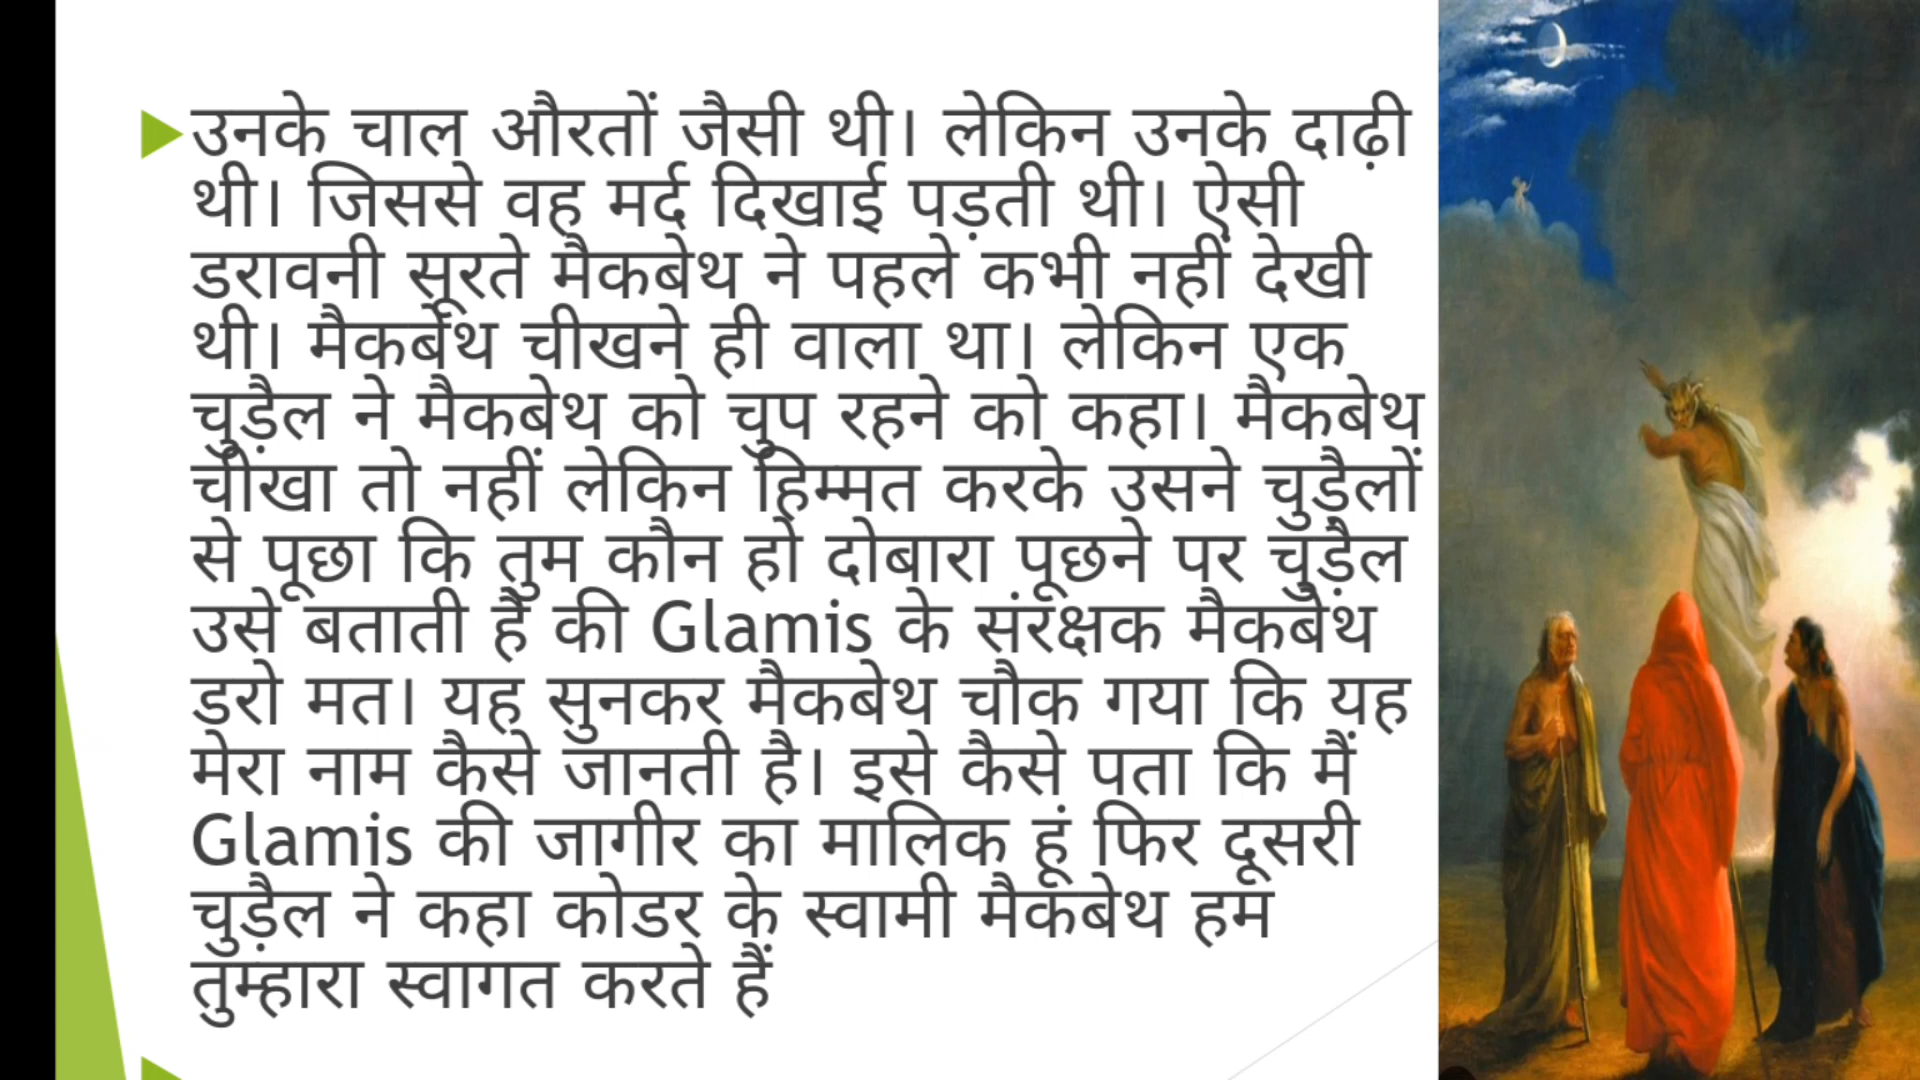 उनके चाल औरतों जैसी थी। लेकिन उनके दाढ़ी
थी। जिससे वह मर्द दिखाई पड़ती थी। ऐसी
डरावनी सूरते मैकबेथ ने पहले कभी नहीं देखी
थी। मैकबेथ चीखने ही वाला था। लेकिन एक
चुड़ैल ने मैकबेथ को चुप रहने को कहा। मैकबेथ
चीखा तो नहीं लेकिन हिम्मत करके उसने चुड़ैलों
से पूछा कि तुम कौन हो दोबारा पूछने पर चुड़ैल
उसे बताती है की Glamis के संरक्षक मैकबेथ
डरो मत। यह सुनकर मैकबेथ चौक गया कि यह
मेरा नाम कैसे जानती है। इसे कैसे पता कि मैं
Glamis की जागीर का मालिक हूं फिर दूसरी
चुड़ैल ने कहा कोडर के स्वामी मैकबेथ हम
तुम्हारा स्वागत करते हैं